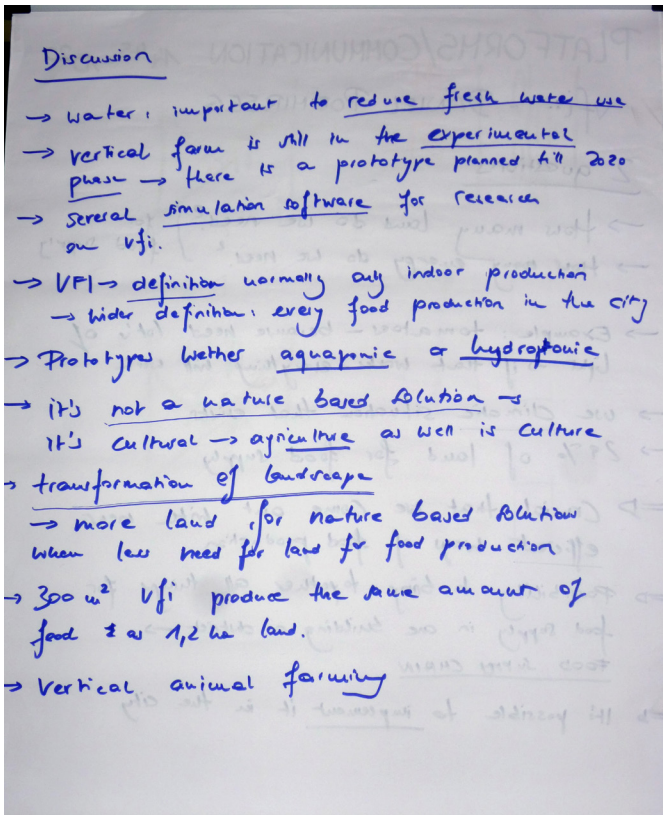 Discussion
→ water: important to reduce fresh water use
→ vertical farm is still in the experimental
phase → there is a prototype planned till 2020
→ several simulation software for research
on vfi.
→ VFI → definition normally only indoor production
→ wider definition: every food production in the city
→ Prototypes wether aquaponic or hydroponic
→ it's not a nature based solution →
it's cultural → agriculture as well is culture
→ transformation of landscape
→ more land for nature based solutions
when less need for land for food production
→ 300 m² vfi produce the same amount of
food as 1,2 ha land.
→ vertical animal farming